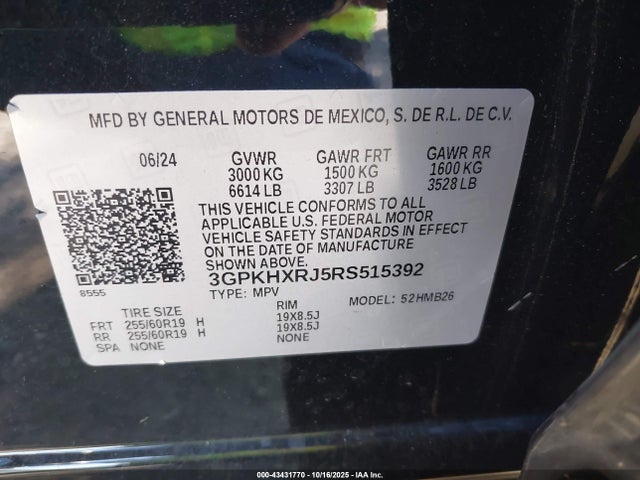 MFD BY GENERAL MOTORS DE MEXICO, S. DE R.L. DE C.V.
06/24 GVWR GAWR FRT GAWR RR
3000 KG 1500 KG 1600 KG
6614 LB 3307 LB 3528 LB
THIS VEHICLE CONFORMS TO ALL
APPLICABLE U.S. FEDERAL MOTOR
VEHICLE SAFETY STANDARDS IN EFFECT
ON THE DATE OF MANUFACTURE
SHOWN ABOVE.
3GPKHXRJ5RS515392
8555
TYPE: MPV MODEL: 52HMB26
TIRE SIZE RIM
FRT 255/60R19 H 19X8.5J
RR 255/60R19 H 19X8.5J
SPA NONE NONE
000-43431770 - 10/16/2025 - IAA Inc.